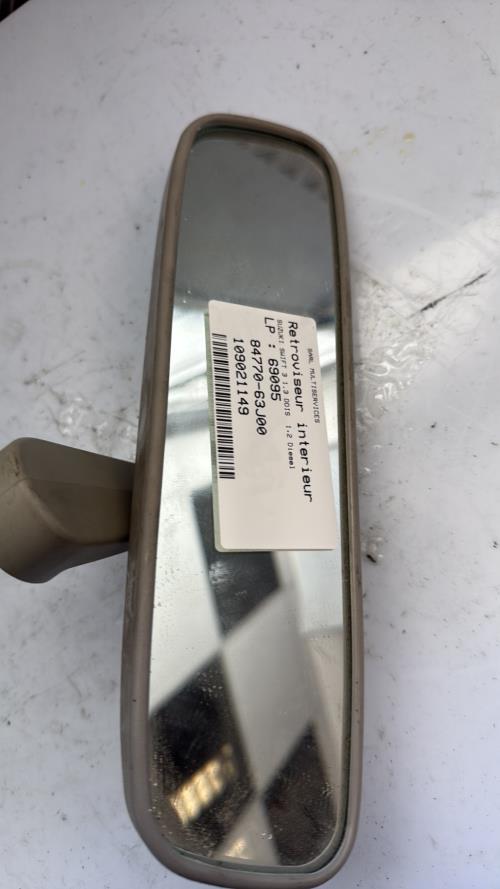 SARL MULTISERVICES
Retroviseur interieur
SUZUKI SWIFT 3 1.3 DDIS 1.2 Diesel
LP : 69095
84770-63J00
109021149